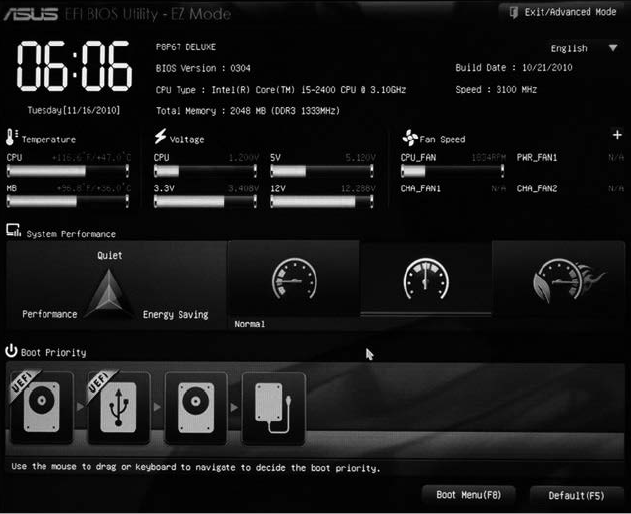 ASUS EFI BIOS Utility - EZ Mode
Exit/Advanced Mode
06:06
Tuesday[11/16/2010]
P8P67 DELUXE
English
BIOS Version : 0304
Build Date : 10/21/2010
CPU Type : Intel(R) Core(TM) i5-2400 CPU @ 3.10GHz
Speed : 3100 MHz
Total Memory : 2048 MB (DDR3 1333MHz)
Temperature
CPU +116.6°F/+47.0°C
MB +96.8°F/+36.0°C
Voltage
CPU 1.200V 5V 5.120V
3.3V 3.408V 12V 12.288V
Fan Speed
CPU_FAN 1834RPM PWR_FAN1 N/A
CHA_FAN1 N/A CHA_FAN2 N/A
System Performance
Quiet
Performance
Energy Saving
Normal
Boot Priority
UEFI
UEFI
Use the mouse to drag or keyboard to navigate to decide the boot priority.
Boot Menu(F8)
Default(F5)